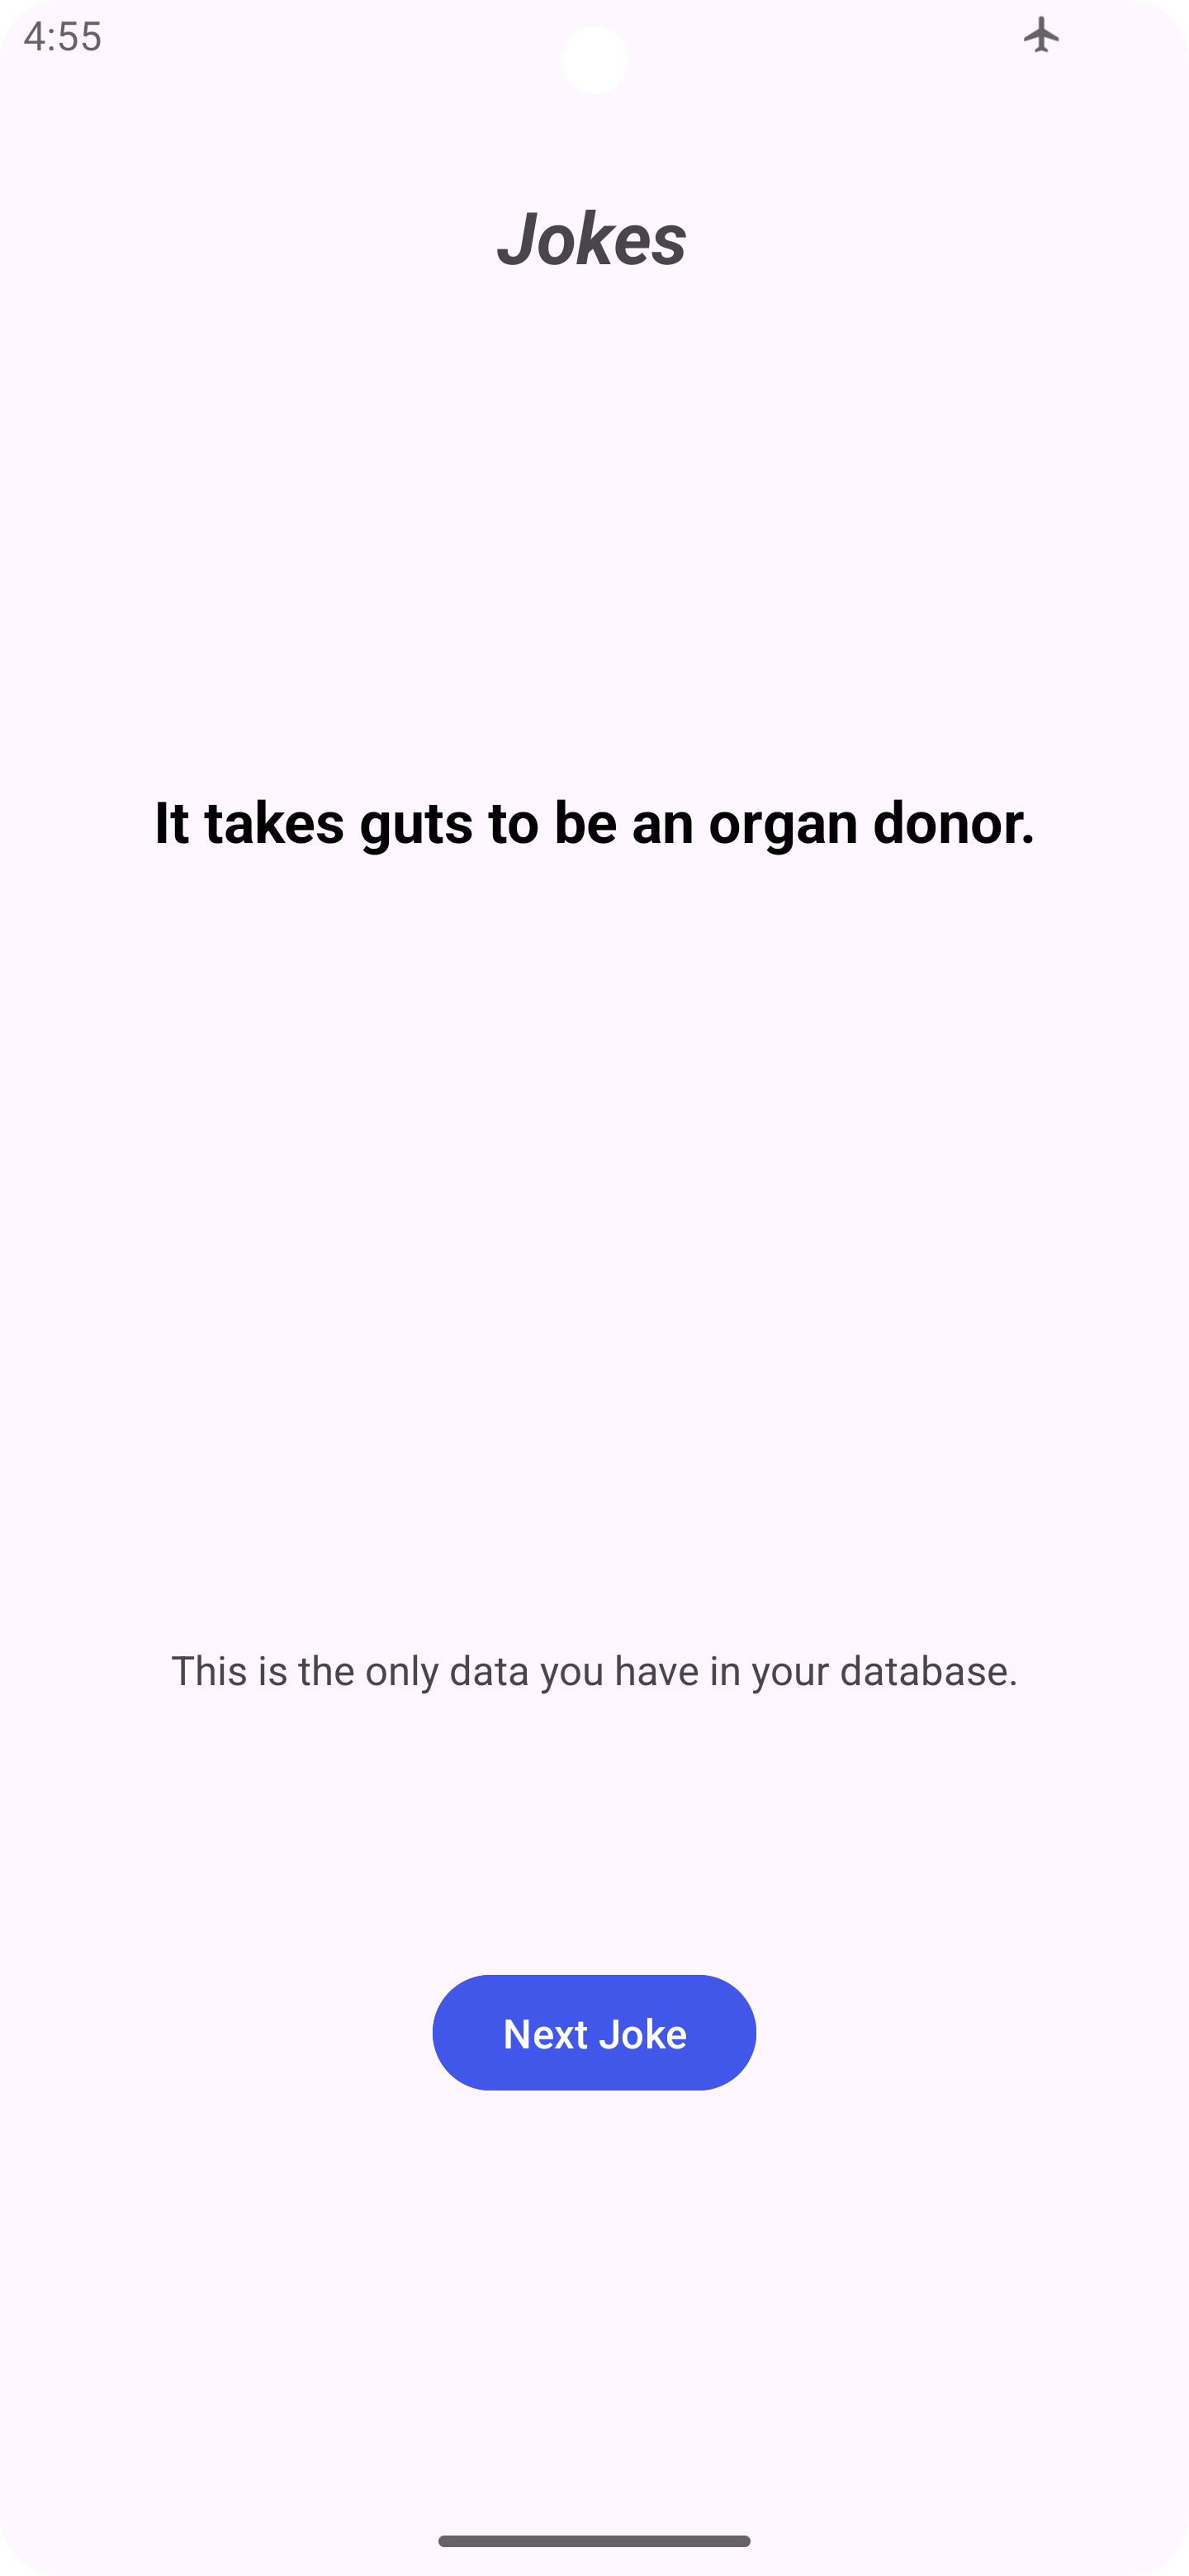 4:55
Jokes
It takes guts to be an organ donor.
This is the only data you have in your database.
Next Joke